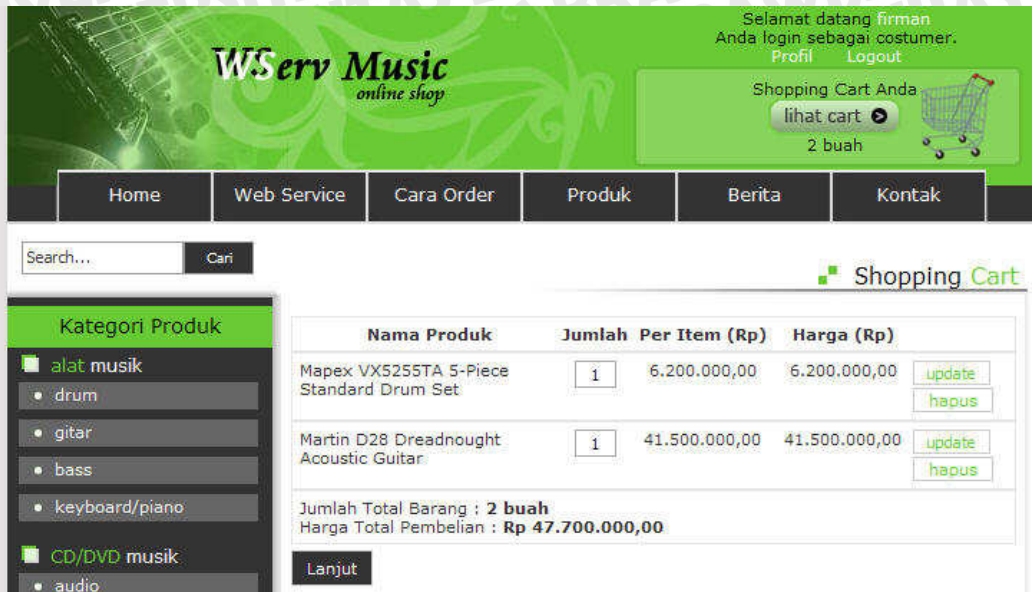 Selamat datang firman
Anda login sebagai costumer.
Profil Logout
WServ Music
online shop
Shopping Cart Anda
lihat cart
2 buah
Home Web Service Cara Order Produk Berita Kontak
Search... Cari
Shopping Cart
Kategori Produk
alat musik
drum
gitar
bass
keyboard/piano
CD/DVD musik
audio
Nama Produk Jumlah Per Item (Rp) Harga (Rp)
Mapex VX5255TA 5-Piece 1 6.200.000,00 6.200.000,00 update
Standard Drum Set hapus
Martin D28 Dreadnought 1 41.500.000,00 41.500.000,00 update
Acoustic Guitar hapus
Jumlah Total Barang : 2 buah
Harga Total Pembelian : Rp 47.700.000,00
Lanjut